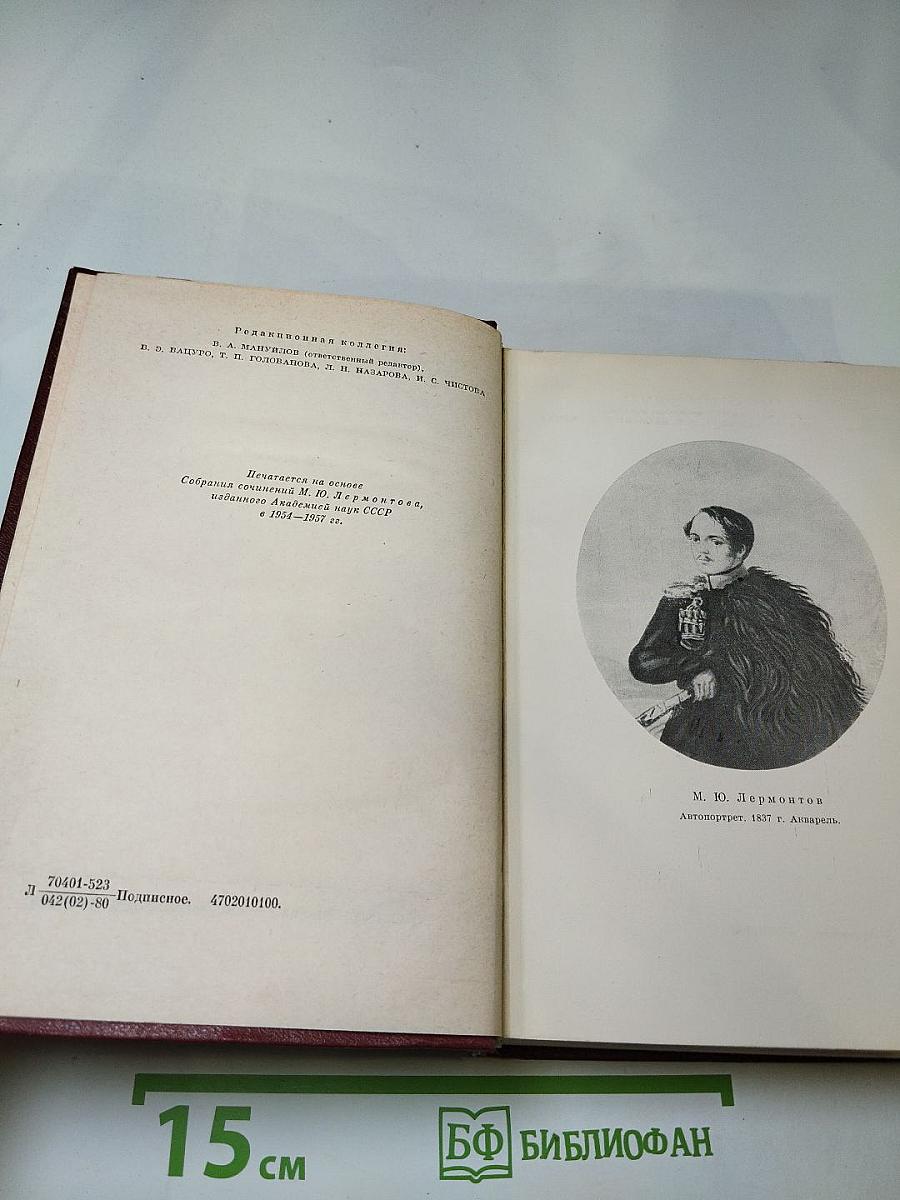 Редакционная коллегия:
В. А. МАНУЙЛОВ (ответственный редактор),
В. Э. ВАЦУРО, Т. П. ГОЛОВАНОВА, Л. Н. НАЗАРОВА, И. С. ЧИСТОВА
Печатается на основе
Собрания сочинений М. Ю. Лермонтова,
изданного Академией наук СССР
в 1954—1957 гг.
Л 70401-523
042(02)-80 Подписное. 4702010100.
М. Ю. Лермонтов
Автопортрет. 1837 г. Акварель.
15 см
БФ БИБЛИОФАН